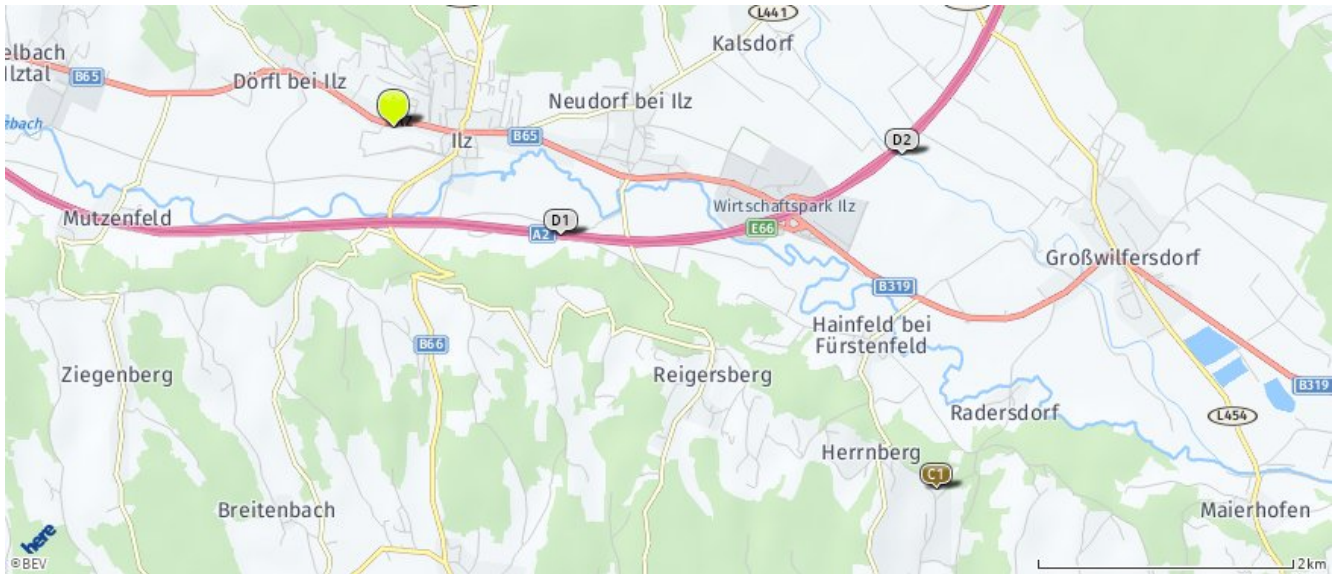 L441
Kalsdorf
elbach
Ilztal
B65
Dörfl bei Ilz
Neudorf bei Ilz
B65
Ilz
D2
bach
Mutzenfeld
Wirtschaftspark Ilz
D1
A2
E66
Großwilfersdorf
B319
Hainfeld bei
Fürstenfeld
B66
Ziegenberg
Reigersberg
B319
Radersdorf
L454
Herrnberg
C1
Breitenbach
Maierhofen
here
©BEV
2km